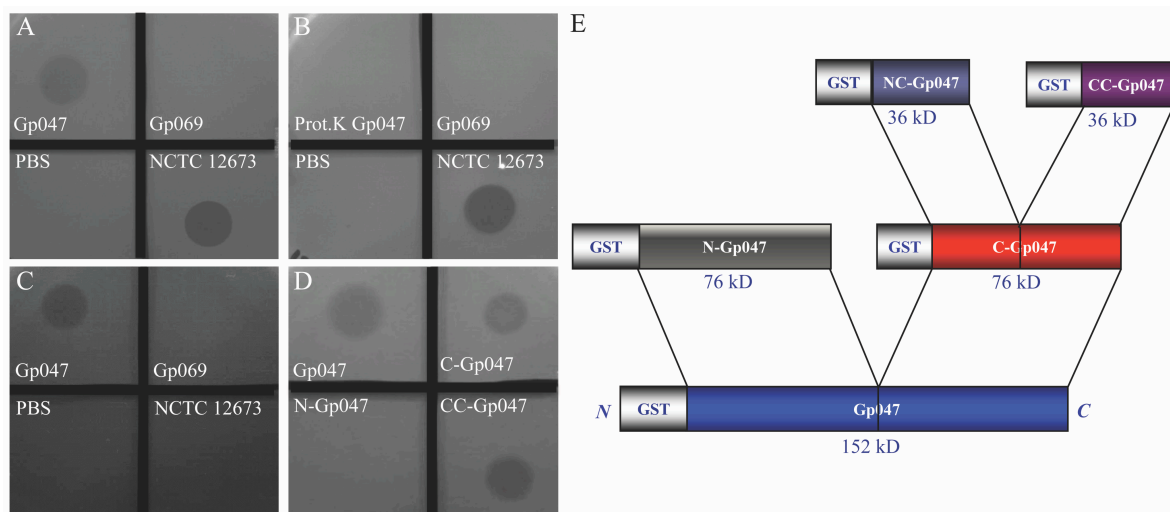 A
Gp047
Gp069
PBS
NCTC 12673
B
Prot.K Gp047
Gp069
PBS
NCTC 12673
C
Gp047
Gp069
PBS
NCTC 12673
D
Gp047
C-Gp047
N-Gp047
CC-Gp047
E
GST NC-Gp047
36 kD
GST CC-Gp047
36 kD
GST N-Gp047
76 kD
GST C-Gp047
76 kD
N GST Gp047 C
152 kD